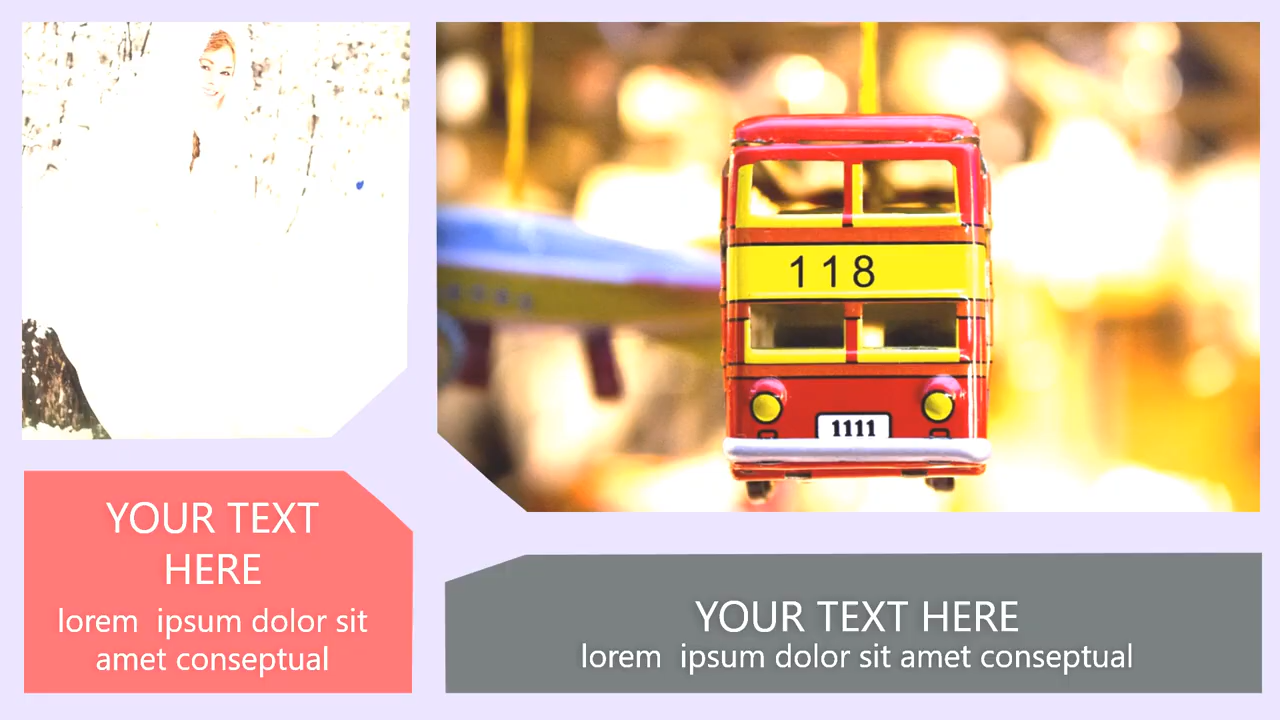 118
1111
YOUR TEXT
HERE
lorem  ipsum dolor sit
amet conseptual
YOUR TEXT HERE
lorem  ipsum dolor sit amet conseptual